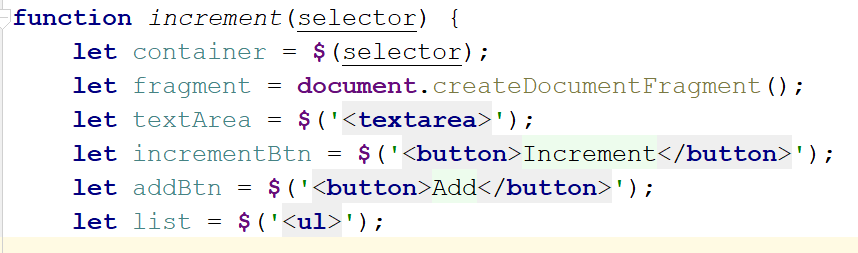 function increment(selector) {
    let container = $(selector);
    let fragment = document.createDocumentFragment();
    let textArea = $('<textarea>');
    let incrementBtn = $('<button>Increment</button>');
    let addBtn = $('<button>Add</button>');
    let list = $('<ul>');